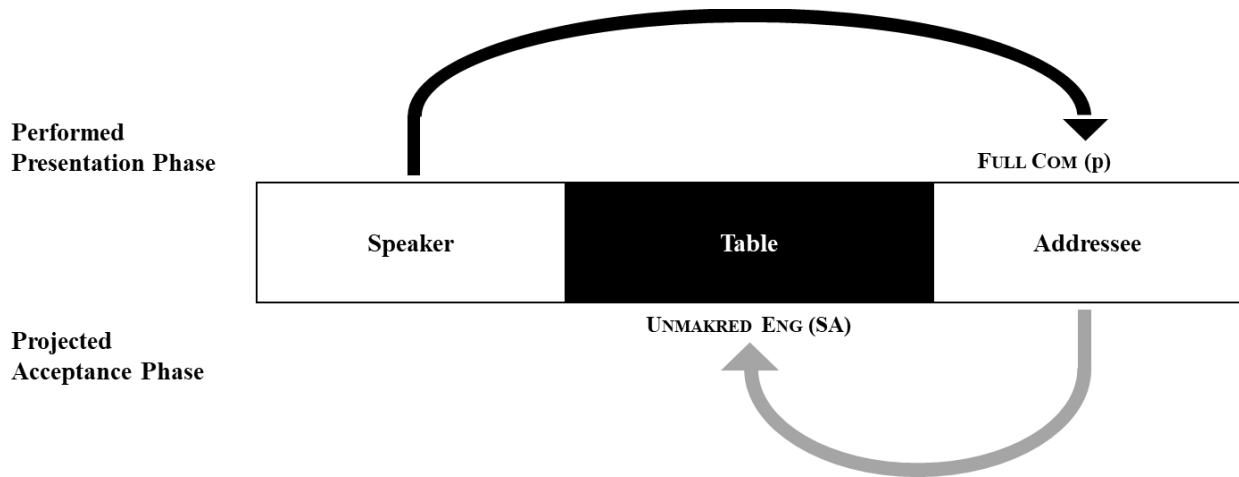 Performed
Presentation Phase
FULL COM (p)
Speaker
Table
Addressee
UNMAKRED ENG (SA)
Projected
Acceptance Phase